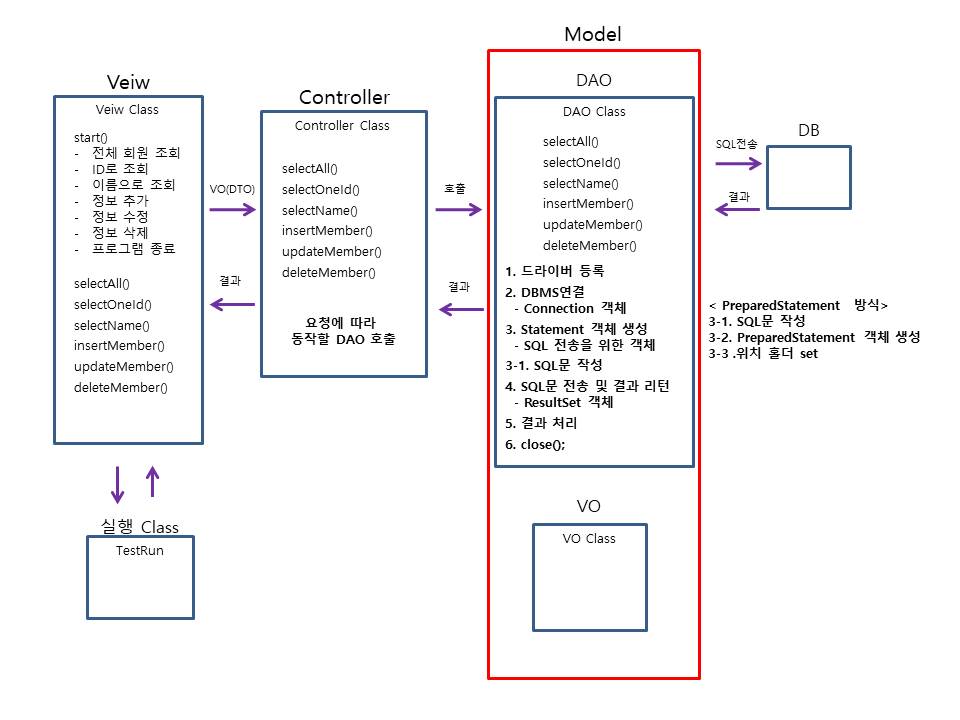 Veiw
Veiw Class
start()
- 전체 회원 조회
- ID로 조회
- 이름으로 조회
- 정보 추가
- 정보 수정
- 정보 삭제
- 프로그램 종료
selectAll()
selectOneId()
selectName()
insertMember()
updateMember()
deleteMember()
실행 Class
TestRun
VO(DTO)
결과
Controller
Controller Class
selectAll()
selectOneId()
selectName()
insertMember()
updateMember()
deleteMember()
요청에 따라
동작할 DAO 호출
호출
결과
Model
DAO
DAO Class
selectAll()
selectOneId()
selectName()
insertMember()
updateMember()
deleteMember()
1. 드라이버 등록
2. DBMS연결
- Connection 객체
3. Statement 객체 생성
- SQL 전송을 위한 객체
3-1. SQL문 작성
4. SQL문 전송 및 결과 리턴
- ResultSet 객체
5. 결과 처리
6. close();
VO
VO Class
SQL전송
결과
DB
< PreparedStatement 방식>
3-1. SQL문 작성
3-2. PreparedStatement 객체 생성
3-3 .위치 홀더 set